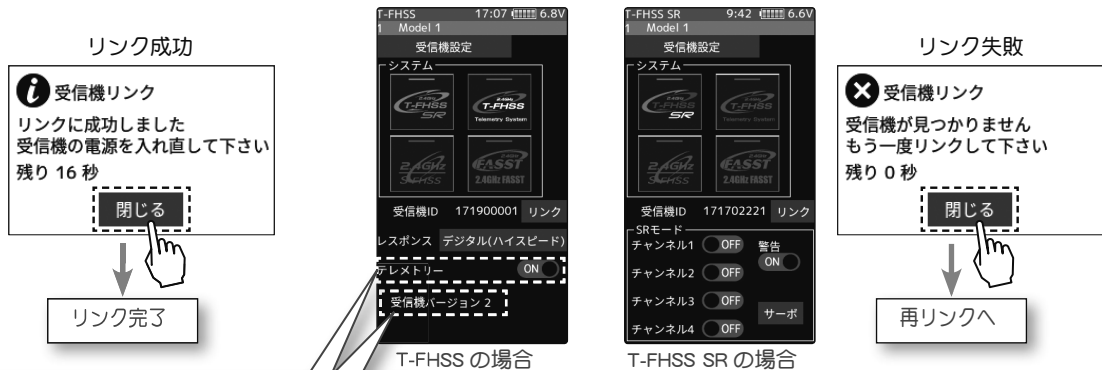 リンク成功
受信機リンク
リンクに成功しました
受信機の電源を入れ直して下さい
残り 16 秒
閉じる
リンク完了
T-FHSS 17:07 6.8V
1 Model 1
受信機設定
システム
2.4GHz T-FHSS SR
2.4GHz T-FHSS Telemetry System
2.4GHz S-FHSS
2.4GHz FASST 2.4GHz FASST
受信機ID 171900001 リンク
レスポンス デジタル(ハイスピード)
テレメトリー ON
受信機バージョン 2
T-FHSS の場合
T-FHSS SR 9:42 6.6V
1 Model 1
受信機設定
システム
2.4GHz T-FHSS SR
2.4GHz T-FHSS Telemetry System
2.4GHz S-FHSS
2.4GHz FASST 2.4GHz FASST
受信機ID 171702221 リンク
SRモード
チャンネル1 OFF 警告
ON
チャンネル2 OFF
チャンネル3 OFF サーボ
チャンネル4 OFF
T-FHSS SR の場合
リンク失敗
受信機リンク
受信機が見つかりません
もう一度リンクして下さい
残り 0 秒
閉じる
再リンクへ